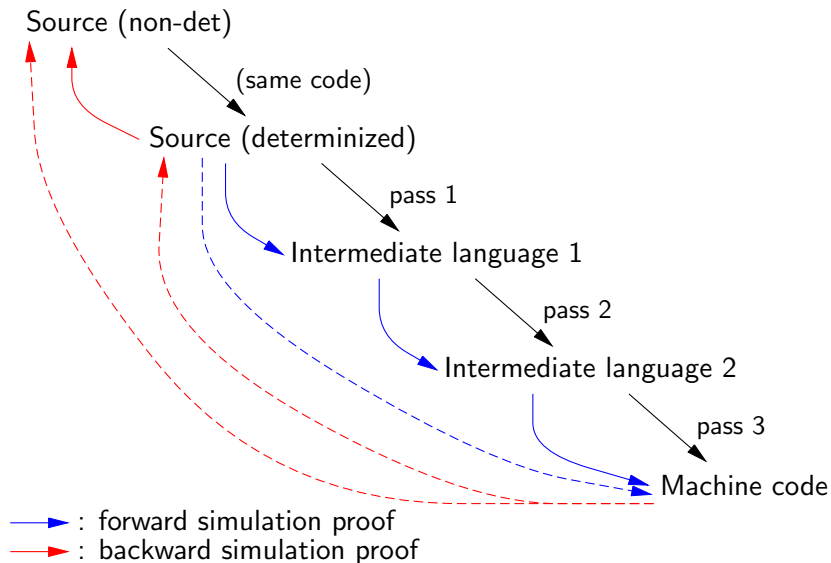 Source (non-det)
(same code)
Source (determinized)
pass 1
Intermediate language 1
pass 2
Intermediate language 2
pass 3
Machine code
: forward simulation proof
: backward simulation proof